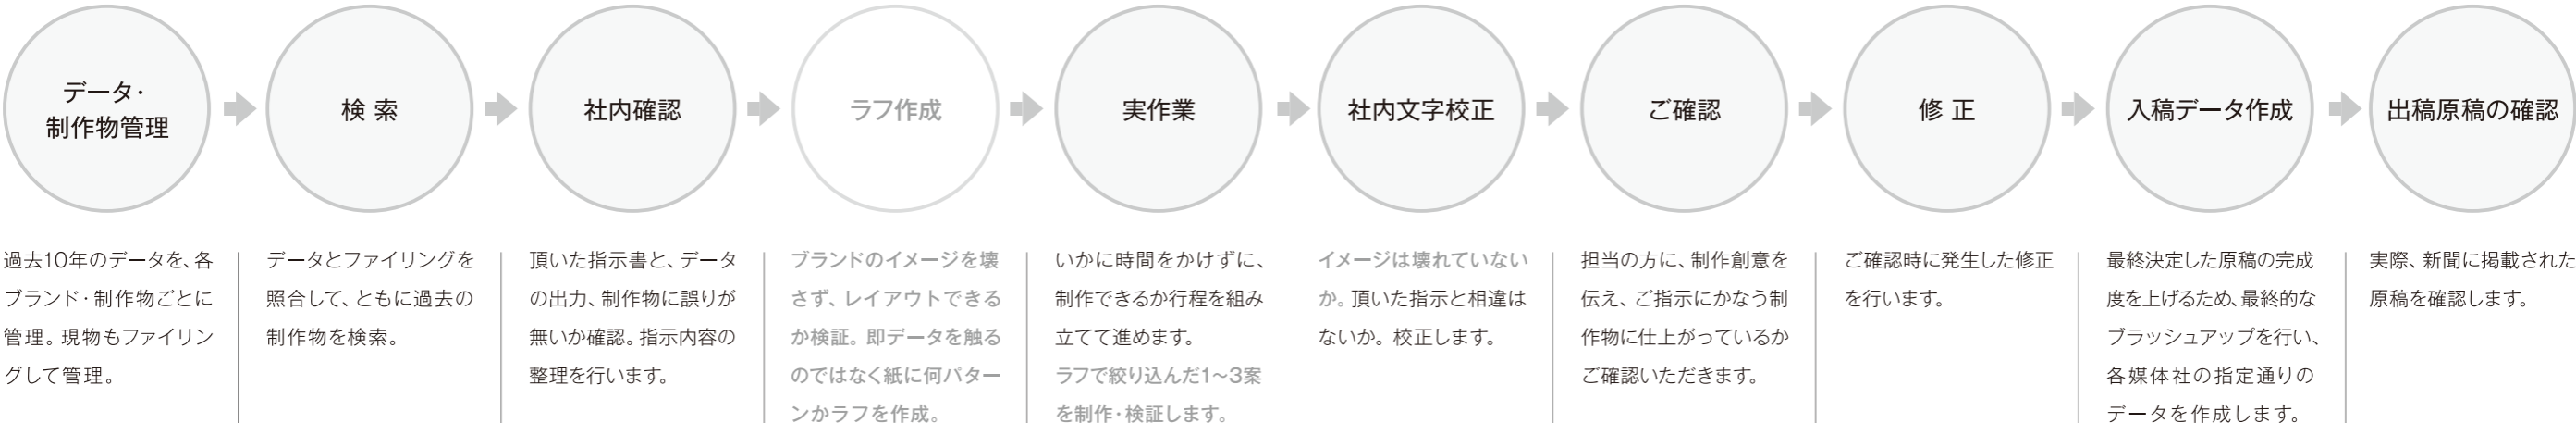 データ・
制作物管理
検 索
社内確認
ラフ作成
実作業
社内文字校正
ご確認
修 正
入稿データ作成
出稿原稿の確認
過去10年のデータを、各
ブランド・制作物ごとに
管理。現物もファイリン
グして管理。
データとファイリングを
照合して、ともに過去の
制作物を検索。
頂いた指示書と、データ
の出力、制作物に誤りが
無いか確認。指示内容の
整理を行います。
ブランドのイメージを壊
さず、レイアウトできる
か検証。即データを触る
のではなく紙に何パター
ンかラフを作成。
いかに時間をかけずに、
制作できるか行程を組み
立てて進めます。
ラフで絞り込んだ1〜3案
を制作・検証します。
イメージは壊れていない
か。頂いた指示と相違は
ないか。校正します。
担当の方に、制作創意を
伝え、ご指示にかなう制
作物に仕上がっているか
ご確認いただきます。
ご確認時に発生した修正
を行います。
最終決定した原稿の完成
度を上げるため、最終的な
ブラッシュアップを行い、
各媒体社の指定通りの
データを作成します。
実際、新聞に掲載された
原稿を確認します。